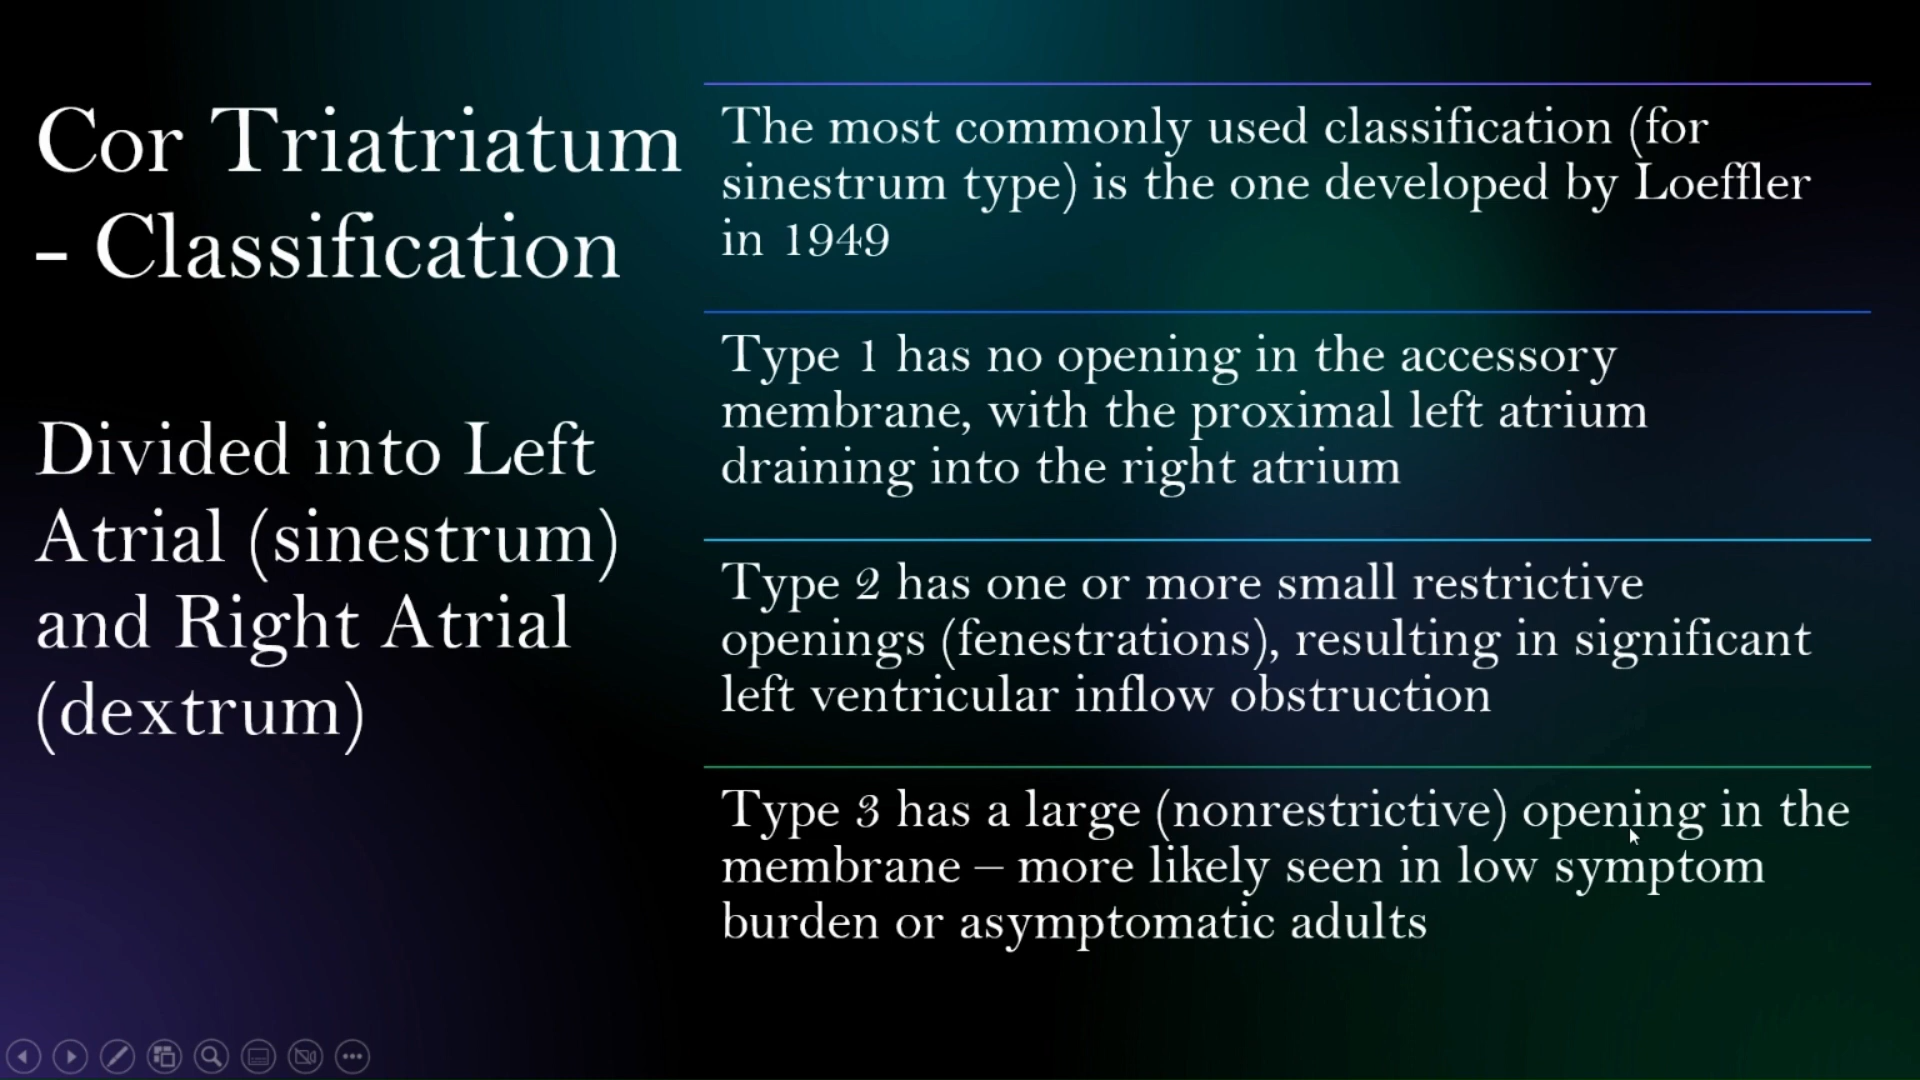 Cor Triatriatum
- Classification
Divided into Left
Atrial (sinestrum)
and Right Atrial
(dextrum)
The most commonly used classification (for
sinestrum type) is the one developed by Loeffler
in 1949
Type 1 has no opening in the accessory
membrane, with the proximal left atrium
draining into the right atrium
Type 2 has one or more small restrictive
openings (fenestrations), resulting in significant
left ventricular inflow obstruction
Type 3 has a large (nonrestrictive) opening in the
membrane – more likely seen in low symptom
burden or asymptomatic adults